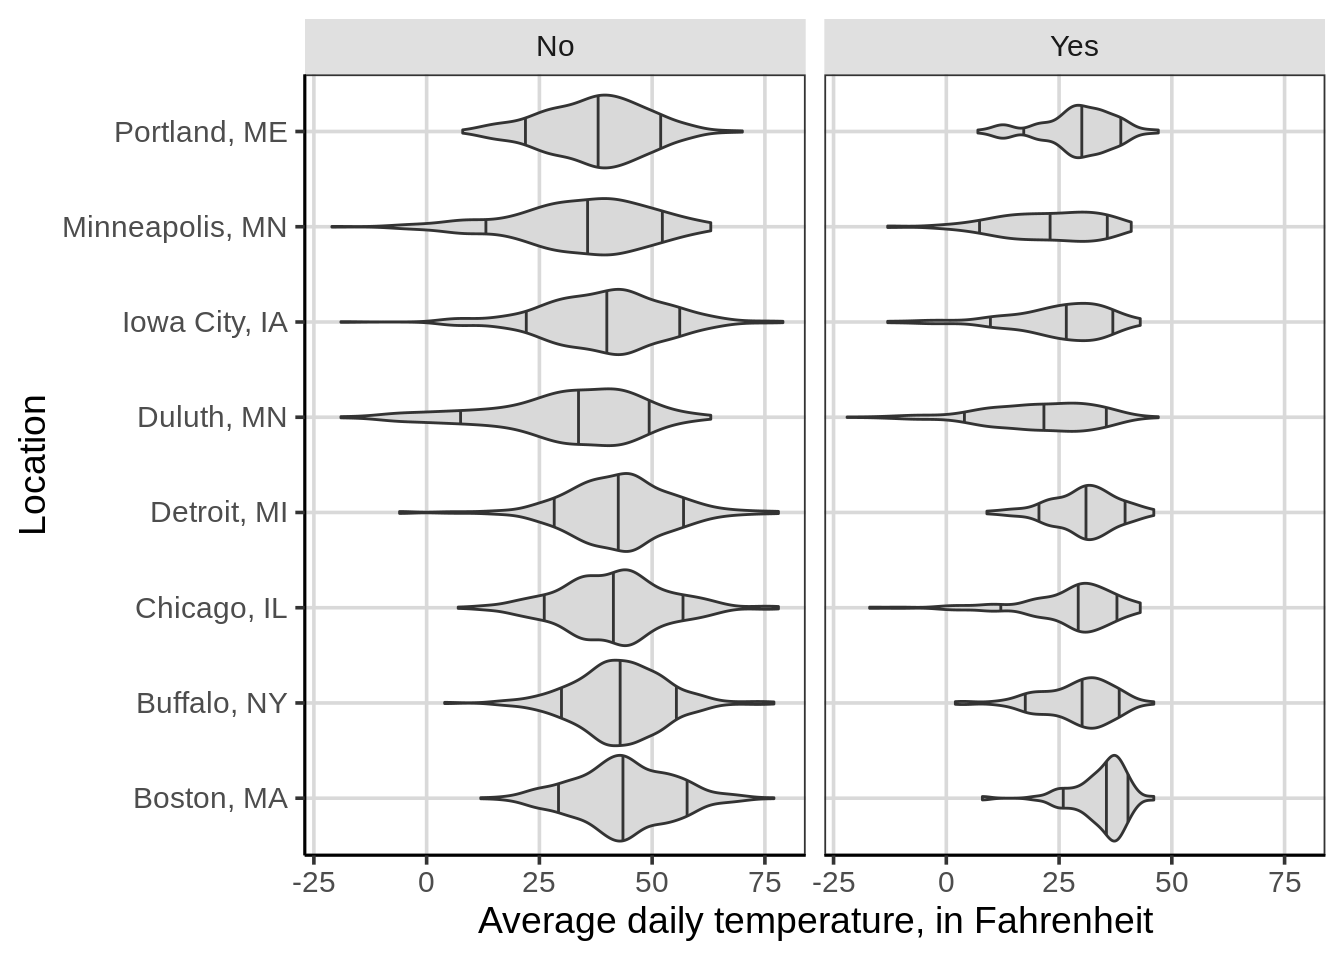 No
Yes
Portland, ME
Minneapolis, MN
Iowa City, IA
Duluth, MN
Detroit, MI
Chicago, IL
Buffalo, NY
Boston, MA
Location
-25 0 25 50 75 -25 0 25 50 75
Average daily temperature, in Fahrenheit